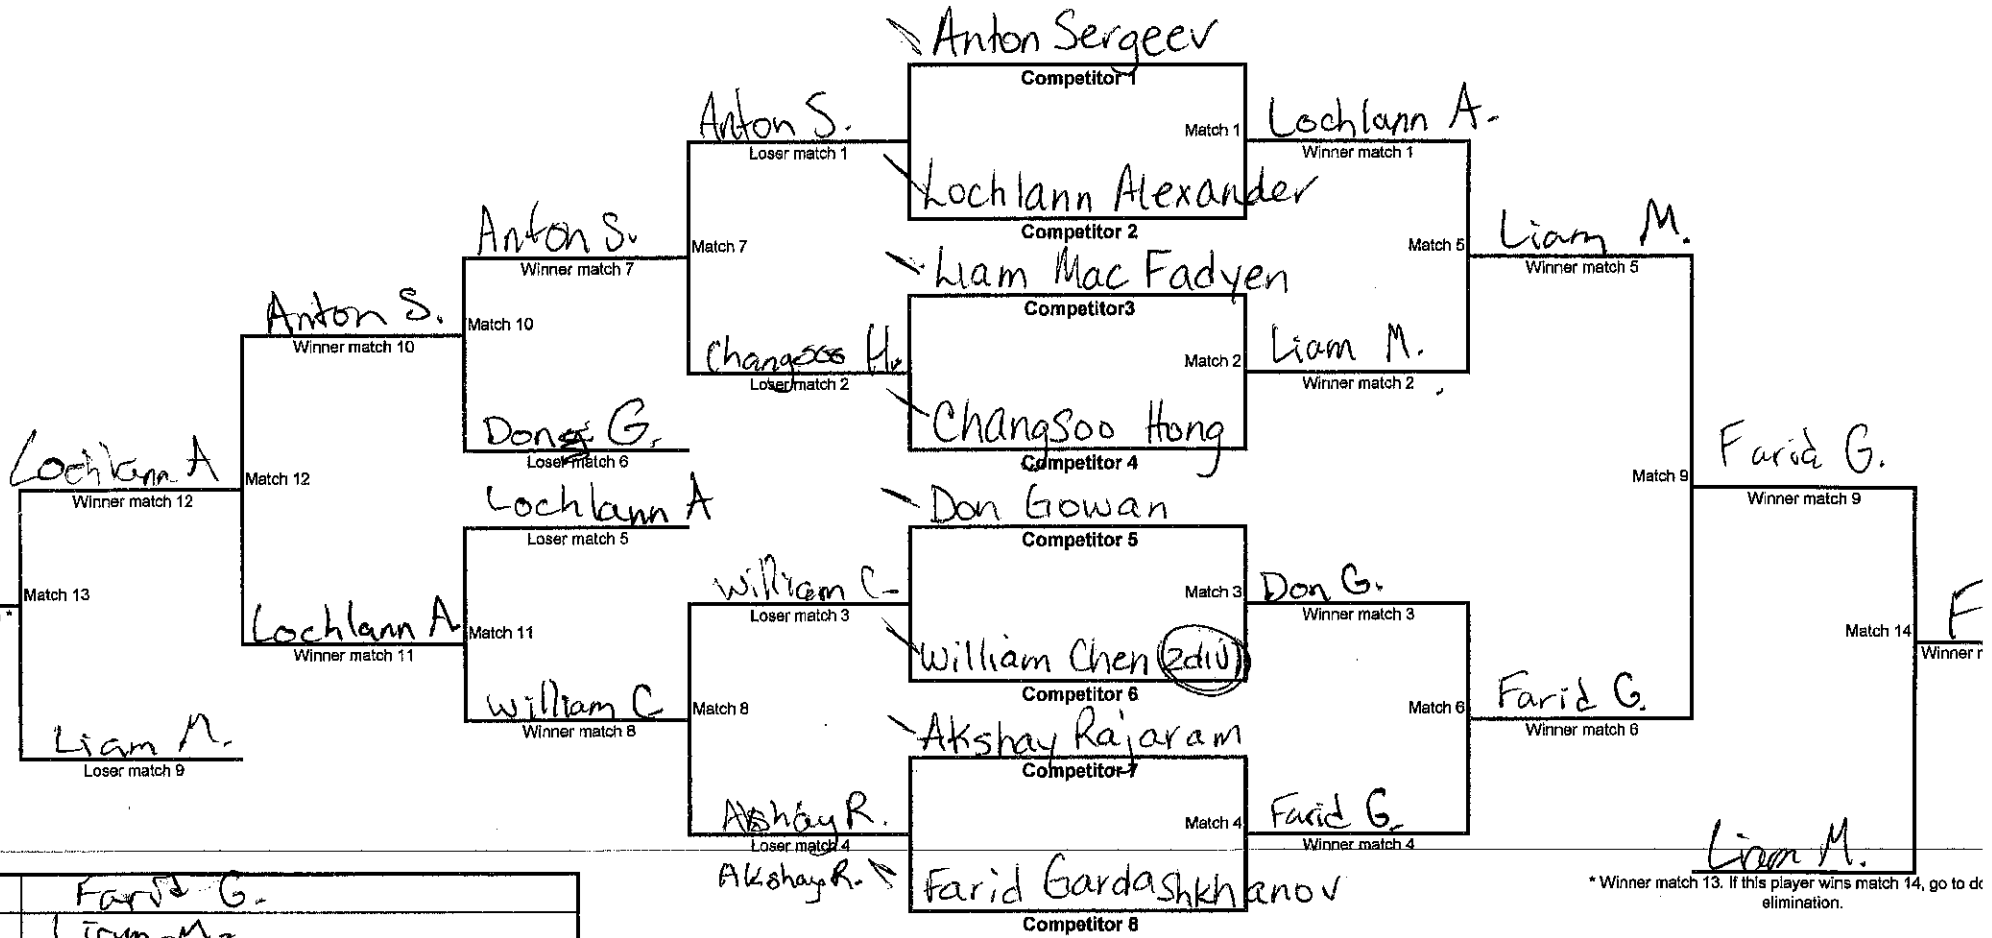 Anton Sergeev
Competitor 1
Anton S.
Loser match 1
Match 1
Lochlann A.
Winner match 1
Lochlann Alexander
Competitor 2
Anton S.
Winner match 7
Match 7
Match 5
Liam M.
Winner match 5
Liam Mac Fadyen
Competitor3
Anton S.
Winner match 10
Match 10
Changsoo H.
Loser match 2
Match 2
Liam M.
Winner match 2
ChangSoo Hong
Competitor 4
Dong G.
Loser match 6
Lochlann A
Winner match 12
Match 12
Match 9
Farid G.
Winner match 9
Lochlann A
Loser match 5
Don Gowan
Competitor 5
Match 13
William C.
Loser match 3
Match 3
Don G.
Winner match 3
*
Lochlann A.
Winner match 11
Match 11
William Chen (2div)
Competitor 6
Match 14
F
Winner
William C
Winner match 8
Match 8
Match 6
Farid G.
Winner match 6
Liam M.
Loser match 9
Akshay Rajaram
Competitor 7
Akshay R.
Loser match 4
Match 4
Farid G.
Winner match 4
Akshay R.
Farid Gardashkhanov
Competitor 8
Liam M.
* Winner match 13. If this player wins match 14, go to do
elimination.
Farid G.
Liam M.